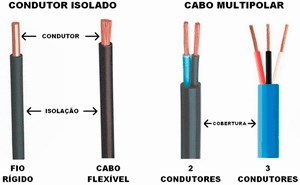 CONDUTOR ISOLADO
CABO MULTIPOLAR
CONDUTOR
ISOLAÇÃO
COBERTURA
FIO
RÍGIDO
CABO
FLEXÍVEL
2
CONDUTORES
3
CONDUTORES